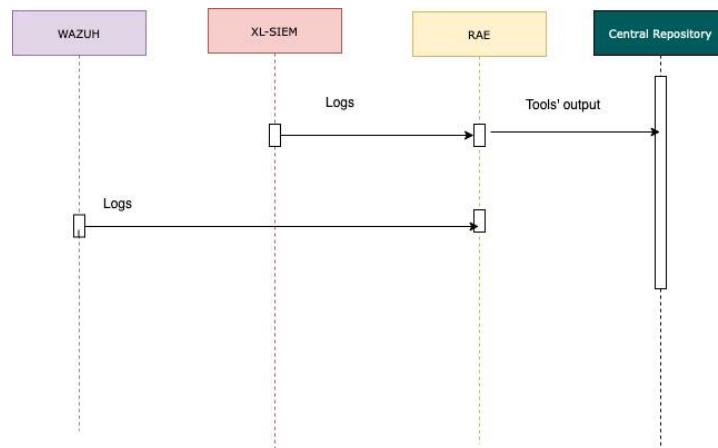 WAZUH
XL-SIEM
RAE
Central Repository
Logs
Tools' output
Logs